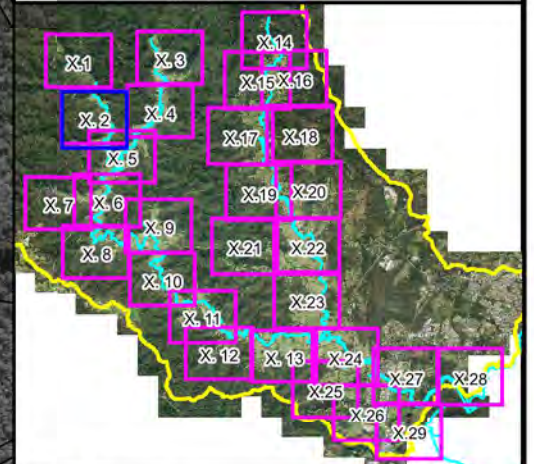 X.14
X.1
X. 3
X.15
X.16
X. 2
X. 4
X.17
X.18
X. 5
X. 7
X. 6
X.19
X.20
X. 9
X. 8
X.21
X.22
X. 10
X.23
X. 11
X. 12
X. 13
X.24
X.27
X.28
X.25
X.26
X.29